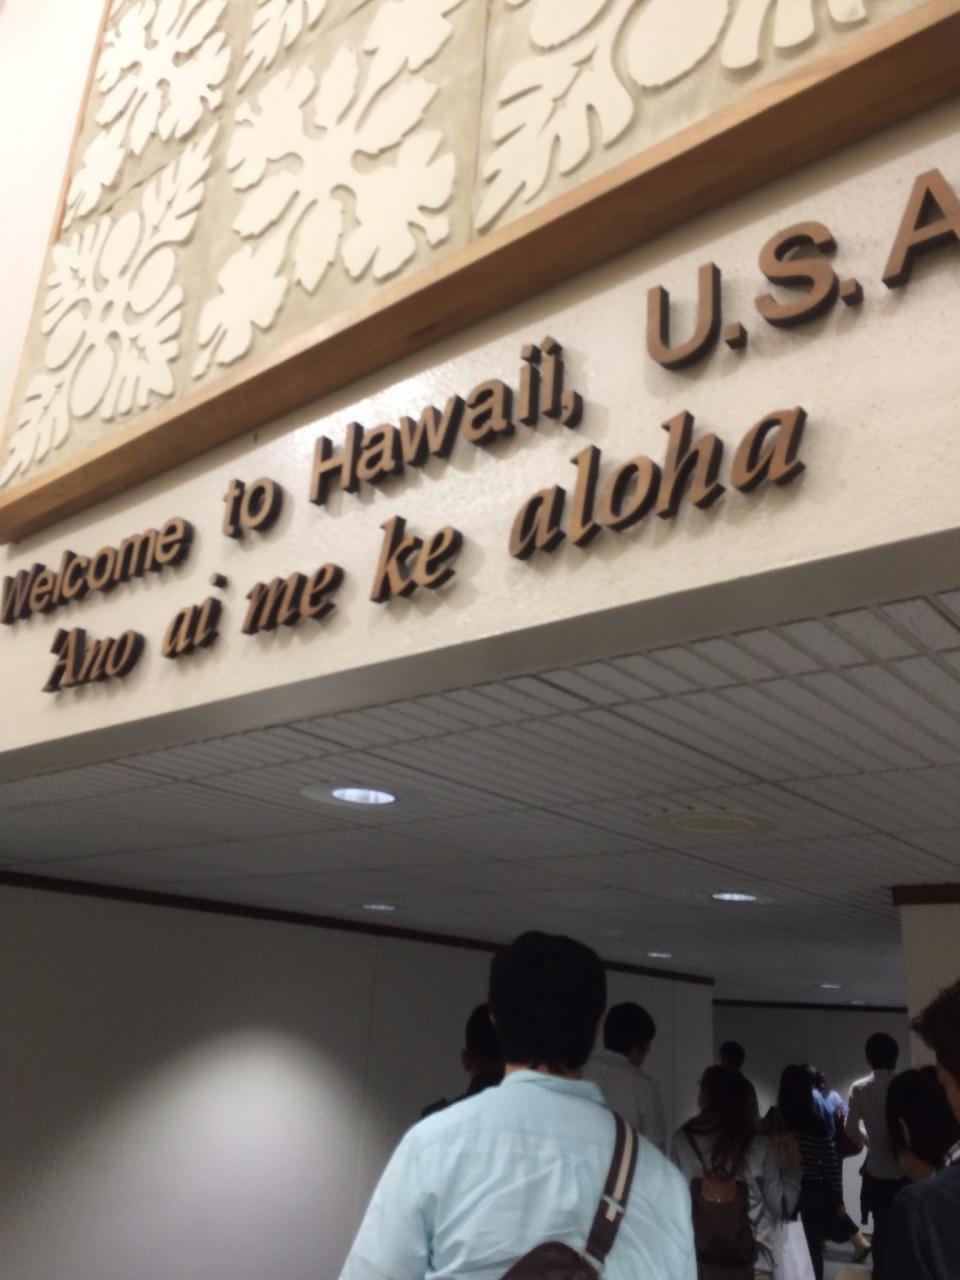 Welcome to Hawaii, U.S.A
'Ano ai me ke aloha